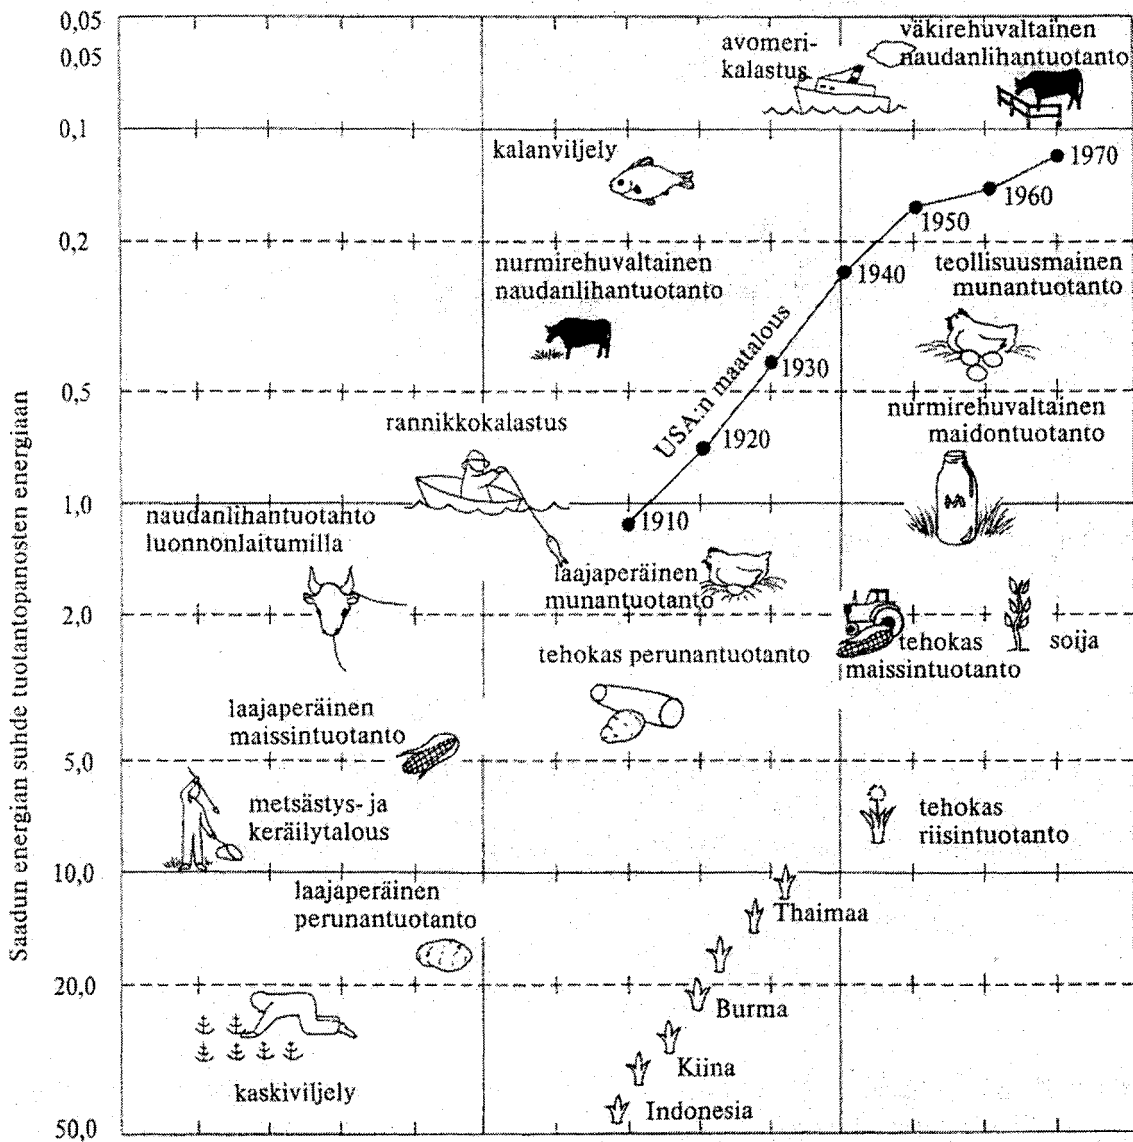 0,05
0,05
0,1
0,2
0,5
1,0
2,0
5,0
10,0
20,0
50,0
Saadun energian suhde tuotantopanosten energiaan
avomeri-
kalastus
väkirehuvaltainen
naudanlihantuotanto
kalanviljely
1970
1960
1950
1940
1930
1920
1910
USA:n maatalous
nurmirehuvaltainen
naudanlihantuotanto
teollisuusmainen
munantuotanto
rannikkokalastus
nurmirehuvaltainen
maidontuotanto
naudanlihantuotanto
luonnonlaitumilla
laajaperäinen
munantuotanto
tehokas perunantuotanto
tehokas
maissintuotanto
soija
laajaperäinen
maissintuotanto
metsästys- ja
keräilytalous
tehokas
riisintuotanto
laajaperäinen
perunantuotanto
Thaimaa
Burma
Kiina
Indonesia
kaskiviljely